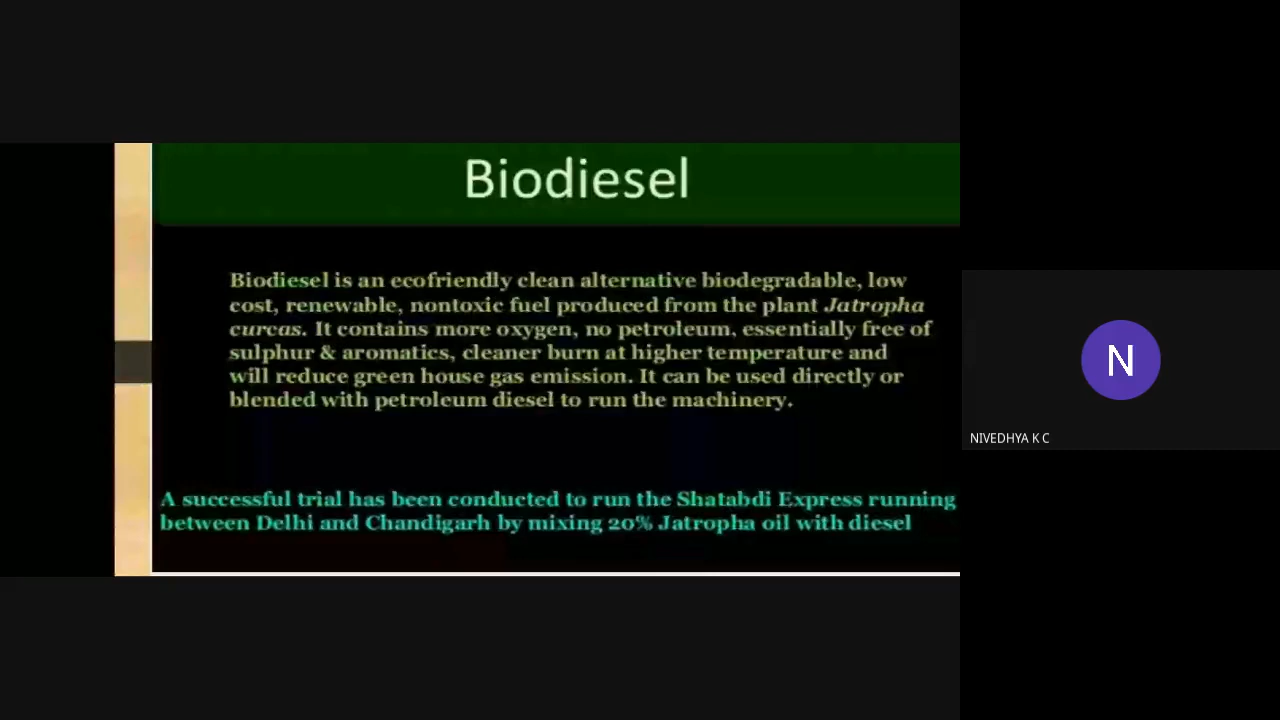 Biodiesel
Biodiesel is an ecofriendly clean alternative biodegradable, low
cost, renewable, nontoxic fuel produced from the plant Jatropha
curcas. It contains more oxygen, no petroleum, essentially free of
sulphur & aromatics, cleaner burn at higher temperature and
will reduce green house gas emission. It can be used directly or
blended with petroleum diesel to run the machinery.
A successful trial has been conducted to run the Shatabdi Express running
between Delhi and Chandigarh by mixing 20% Jatropha oil with diesel
N
NIVEDHYA K C